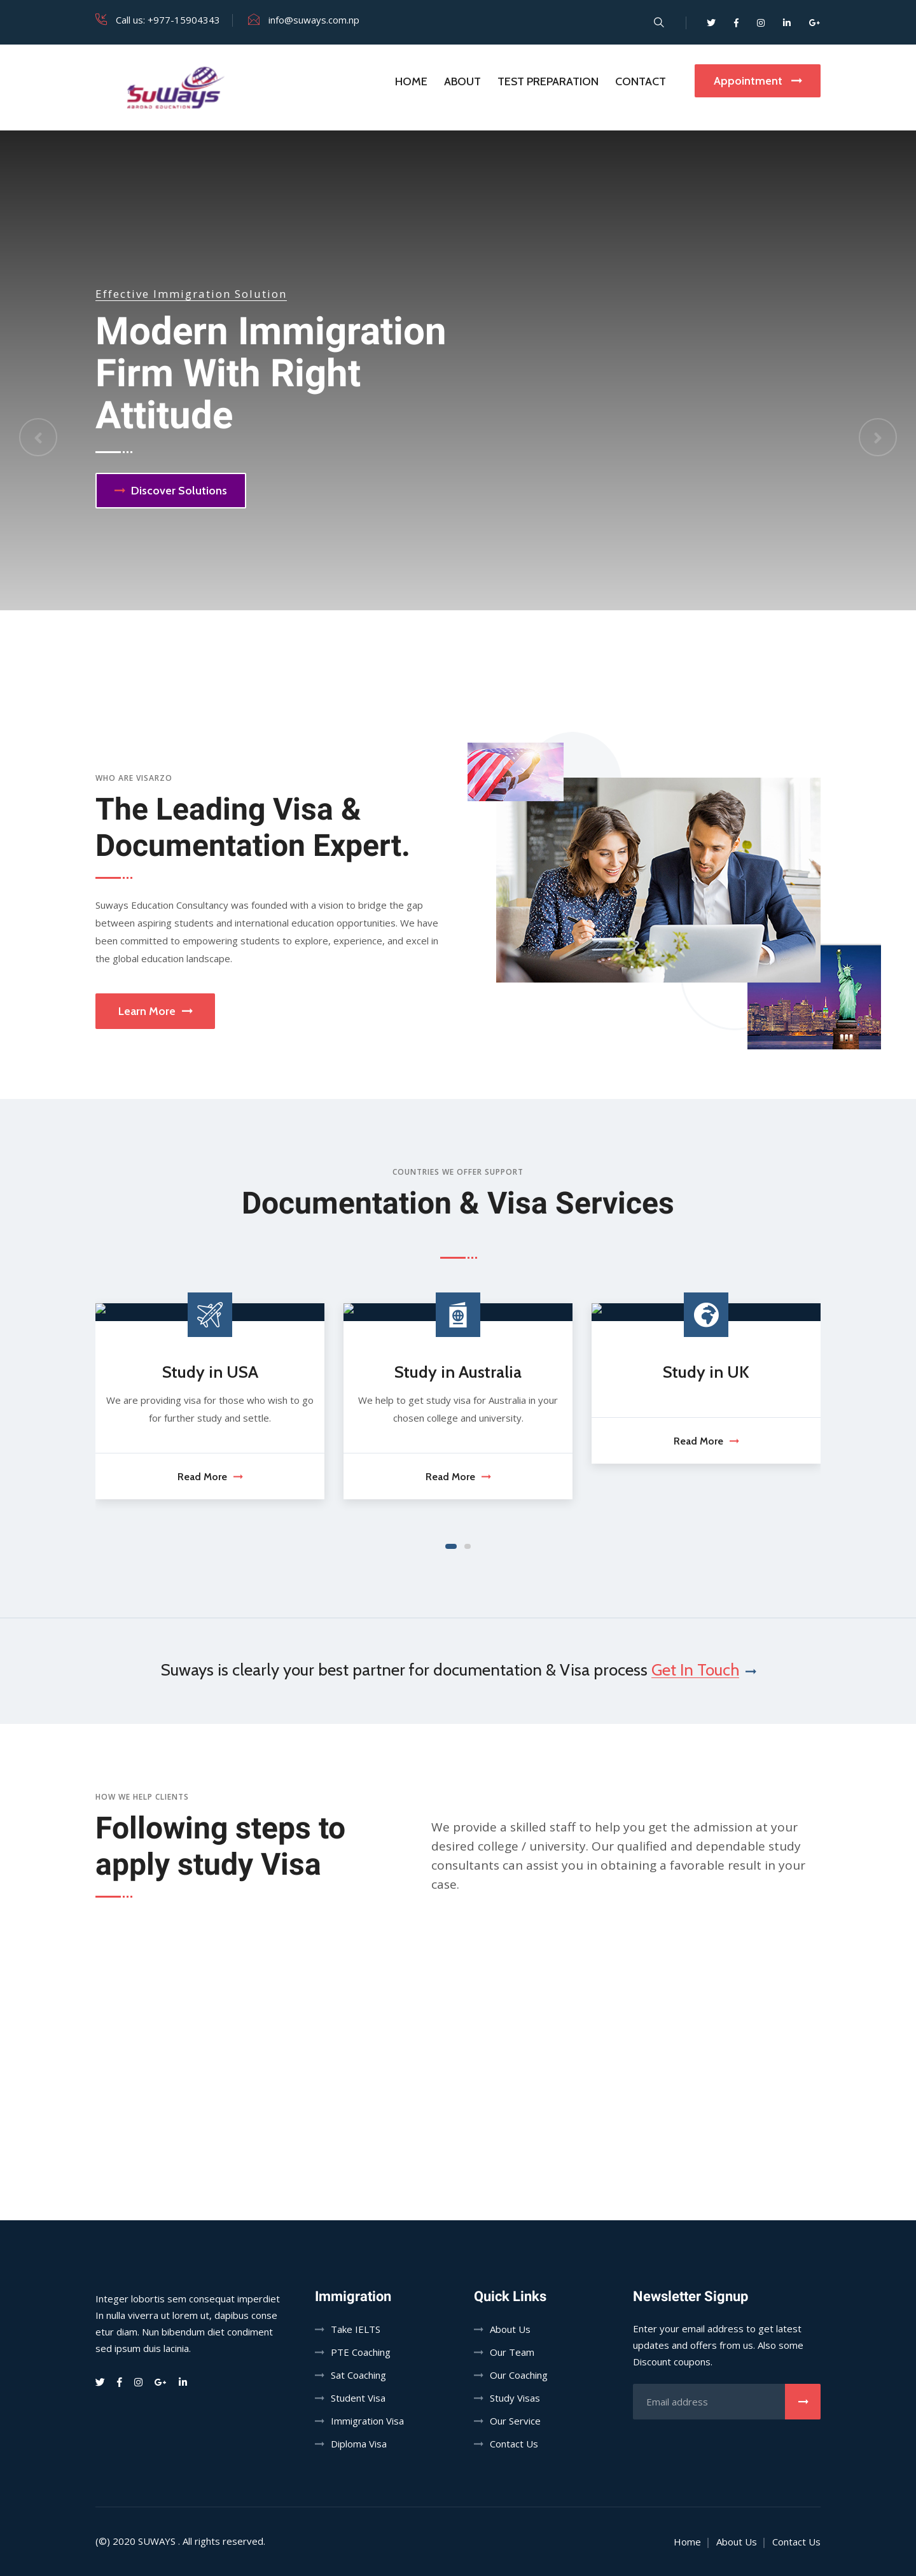 Call us: +977-15904343
info@suways.com.np
SuWays
ABROAD EDUCATION
HOME
ABOUT
TEST PREPARATION
CONTACT
Appointment
Effective Immigration Solution
Modern Immigration
Firm With Right
Attitude
Discover Solutions
WHO ARE VISARZO
The Leading Visa &
Documentation Expert.
Suways Education Consultancy was founded with a vision to bridge the gap
between aspiring students and international education opportunities. We have
been committed to empowering students to explore, experience, and excel in
the global education landscape.
Learn More
COUNTRIES WE OFFER SUPPORT
Documentation & Visa Services
Study in USA
We are providing visa for those who wish to go
for further study and settle.
Read More
Study in Australia
We help to get study visa for Australia in your
chosen college and university.
Read More
Study in UK
Read More
Suways is clearly your best partner for documentation & Visa process Get In Touch
HOW WE HELP CLIENTS
Following steps to
apply study Visa
We provide a skilled staff to help you get the admission at your
desired college / university. Our qualified and dependable study
consultants can assist you in obtaining a favorable result in your
case.
Integer lobortis sem consequat imperdiet
In nulla viverra ut lorem ut, dapibus conse
etur diam. Nun bibendum diet condiment
sed ipsum duis lacinia.
Immigration
Take IELTS
PTE Coaching
Sat Coaching
Student Visa
Immigration Visa
Diploma Visa
Quick Links
About Us
Our Team
Our Coaching
Study Visas
Our Service
Contact Us
Newsletter Signup
Enter your email address to get latest
updates and offers from us. Also some
Discount coupons.
Email address
(©) 2020 SUWAYS . All rights reserved.
Home
About Us
Contact Us